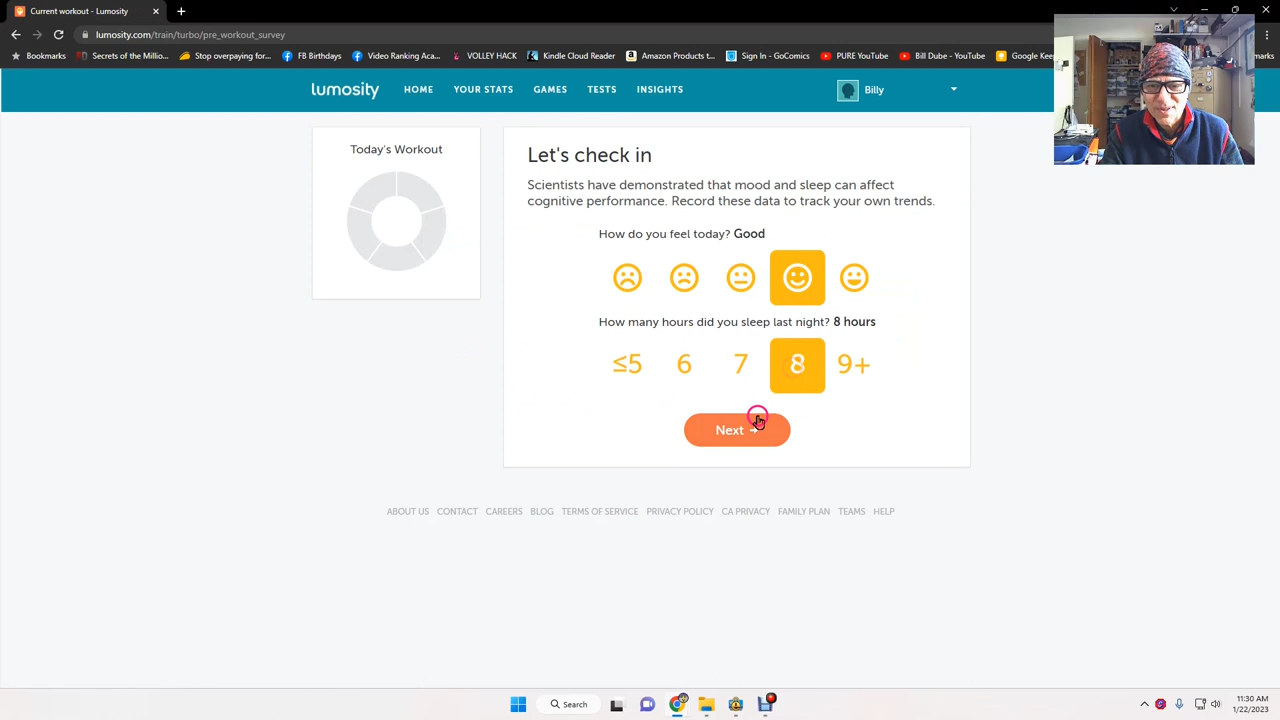 Current workout - Lumosity
lumosity.com/train/turbo/pre_workout_survey
Bookmarks
Secrets of the Millio...
Stop overpaying for...
(1) Birthdays
Video Ranking Aca...
Kindle Cloud Reader
Amazon Products t...
Sign In - GoComics
PURE YouTube
Bill Dube - YouTube
lumosity
HOME
YOUR STATS
GAMES
TESTS
INSIGHTS
Billy
Today's Workout
Let's check in
Scientists have demonstrated that mood and sleep can affect
cognitive performance. Record these data to track your own trends.
How do you feel today? Good
How many hours did you sleep last night? 8 hours
≤5 6 7 8 9+
Next →
ABOUT US CONTACT CAREERS BLOG TERMS OF SERVICE PRIVACY POLICY CA PRIVACY FAMILY PLAN TEAMS HELP
Search
11:30 AM
1/22/2023